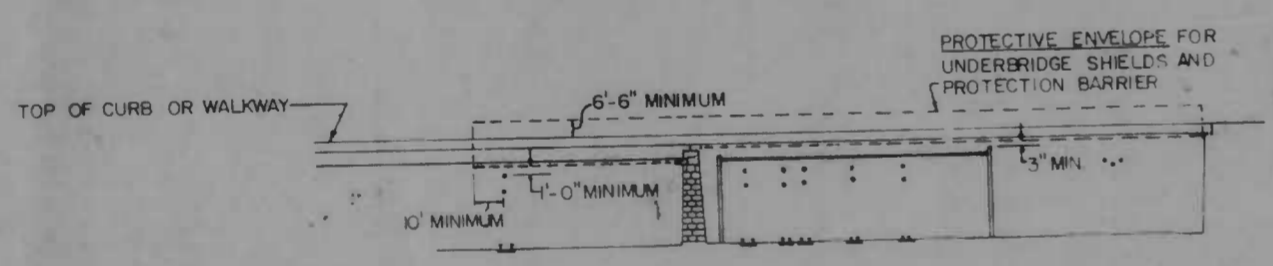 PROTECTIVE ENVELOPE FOR
UNDERBRIDGE SHIELDS AND
PROTECTION BARRIER
TOP OF CURB OR WALKWAY
6'-6" MINIMUM
3" MIN.
1'-0" MINIMUM
10' MINIMUM